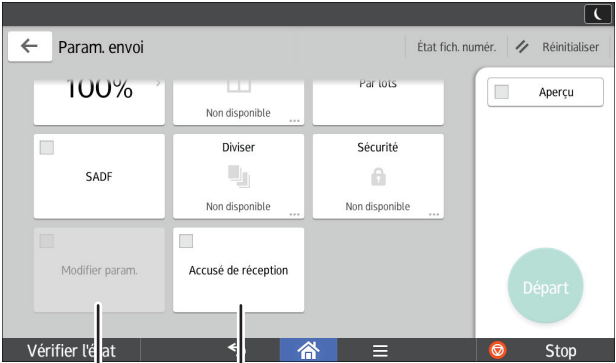 Param. envoi
État fich. numér.
Réinitialiser
100%
Par lots
Aperçu
Non disponible
SADF
Diviser
Sécurité
Non disponible
Non disponible
Modifier param.
Accusé de réception
Départ
Vérifier l'état
Stop